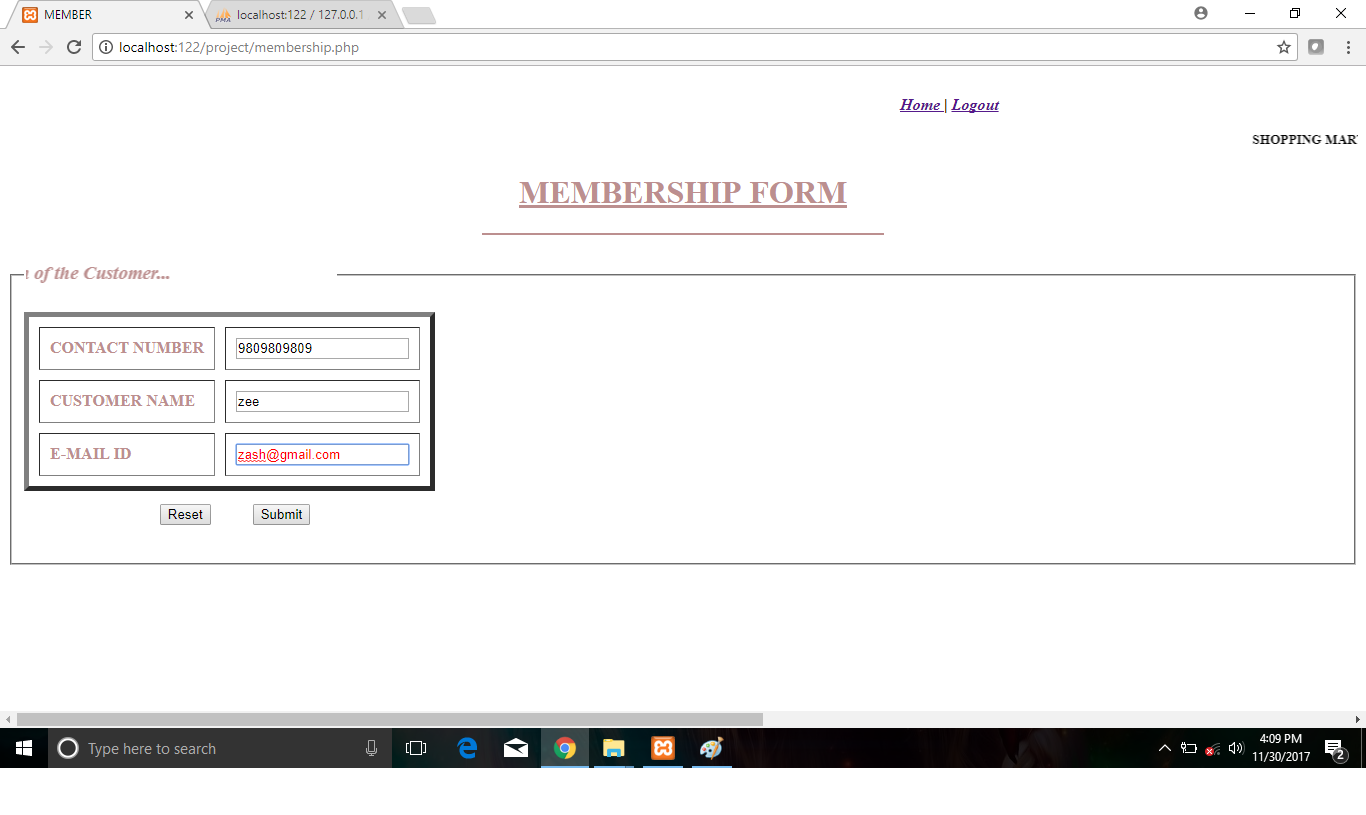 MEMBER
localhost:122 / 127.0.0.1
localhost:122/project/membership.php
Home | Logout
SHOPPING MAR
MEMBERSHIP FORM
of the Customer...
CONTACT NUMBER 9809809809
CUSTOMER NAME zee
E-MAIL ID zash@gmail.com
Reset Submit
Type here to search
4:09 PM
11/30/2017
2